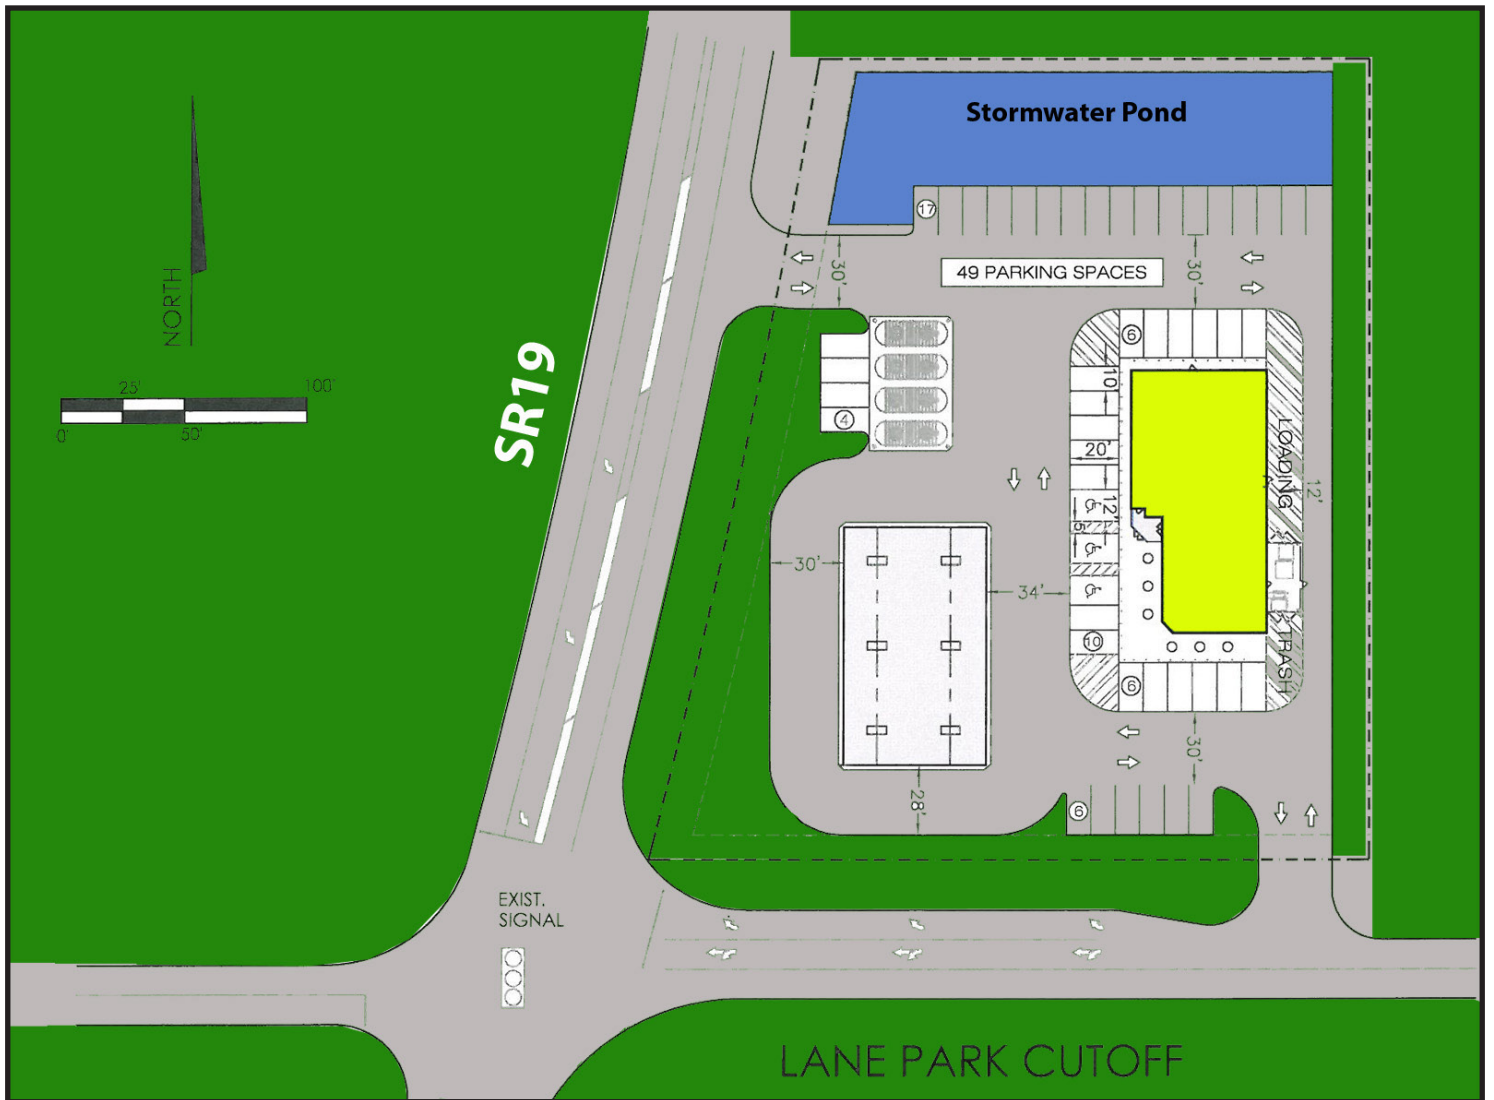 Stormwater Pond
17
30'
49 PARKING SPACES
30'
NORTH
25'
100'
0'
50'
SR19
6
10'
4
20'
LOADING
12'
12'
5'
30'
34'
10
TRASH
6
30'
28'
6
EXIST.
SIGNAL
LANE PARK CUTOFF